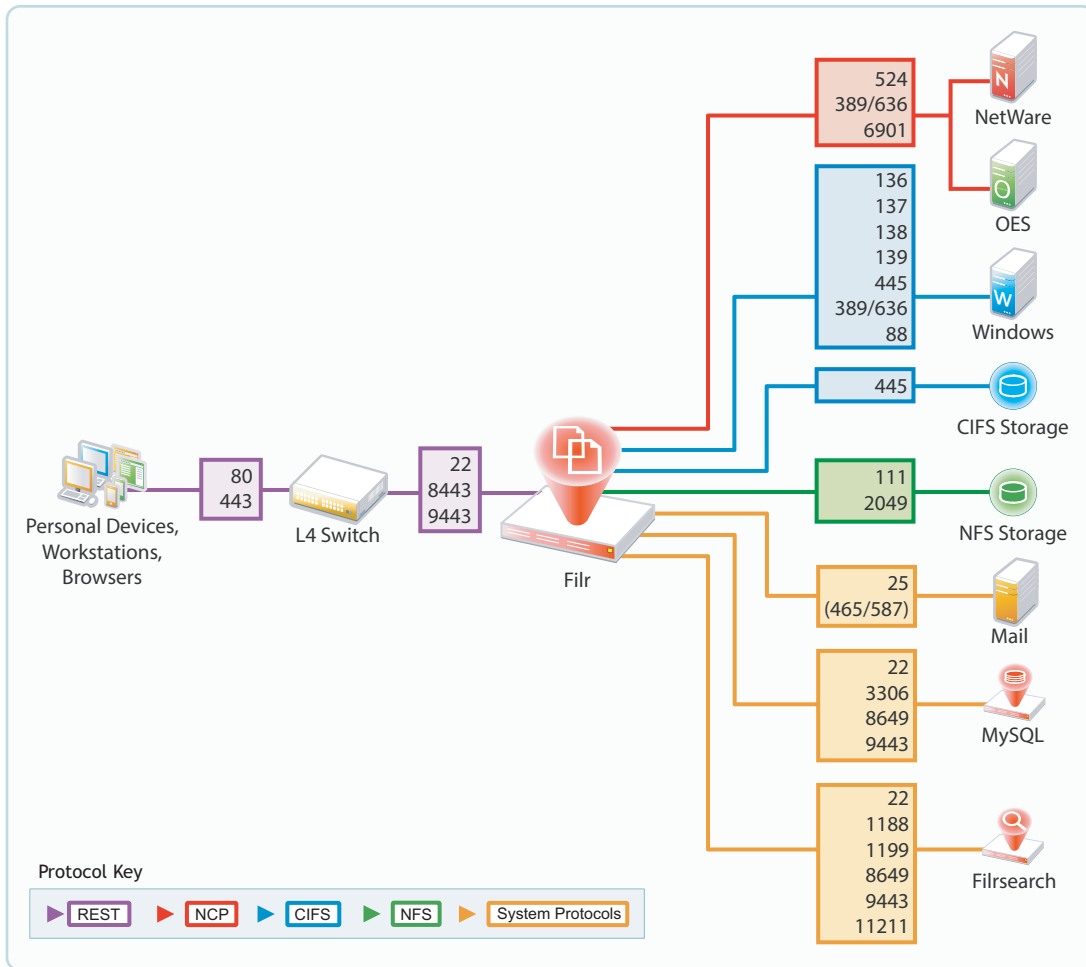 524
389/636
6901
N
NetWare
O
OES
136
137
138
139
445
389/636
88
W
Windows
445
CIFS Storage
80
443
Personal Devices,
Workstations,
Browsers
L4 Switch
22
8443
9443
Filr
111
2049
NFS Storage
25
(465/587)
Mail
22
3306
8649
9443
MySQL
22
1188
1199
8649
9443
11211
Filrsearch
Protocol Key
REST
NCP
CIFS
NFS
System Protocols